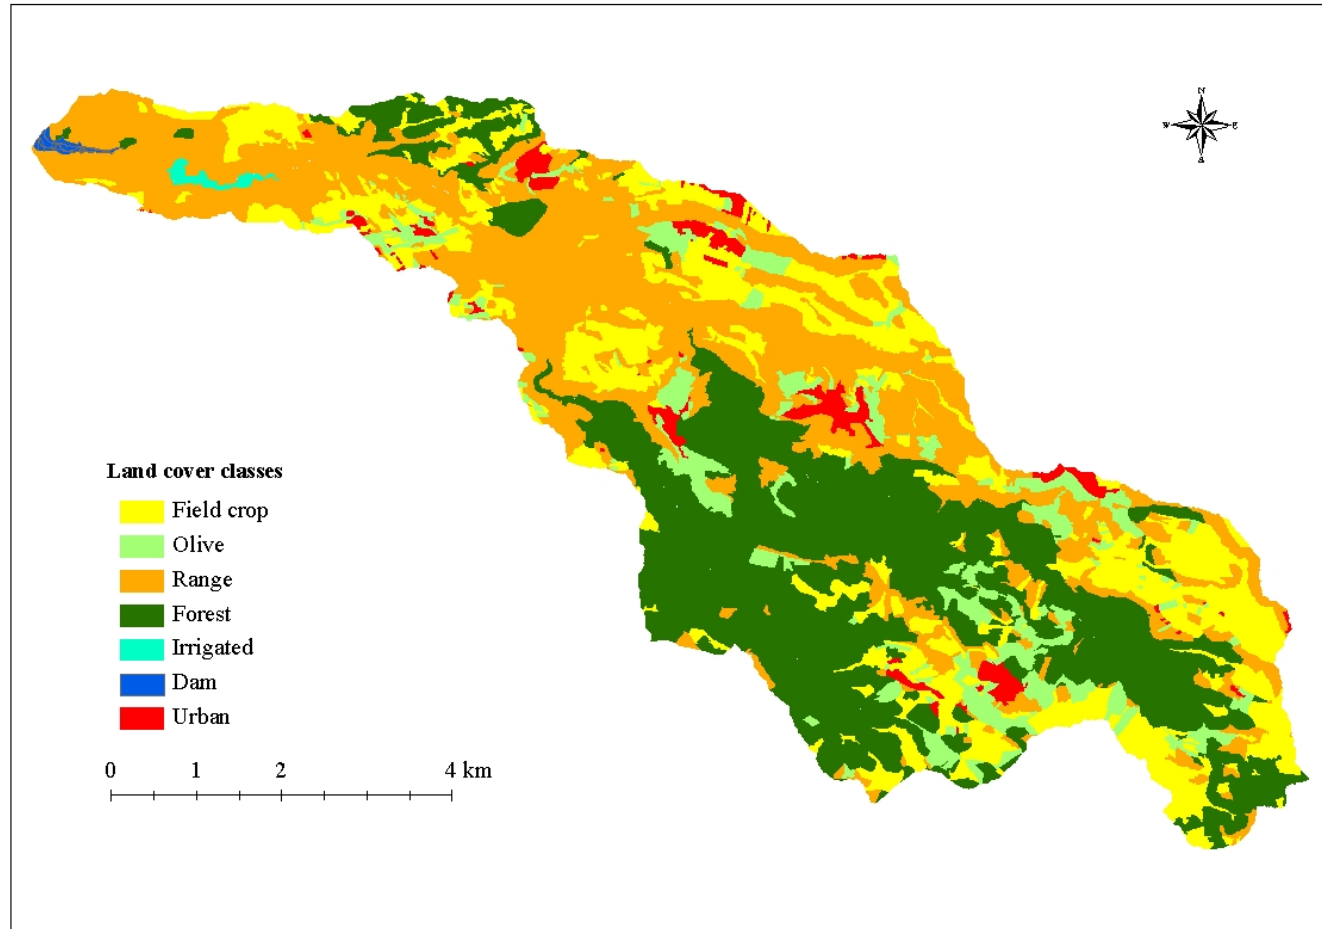 N
W E
S
Land cover classes
Field crop
Olive
Range
Forest
Irrigated
Dam
Urban
0 1 2 4 km